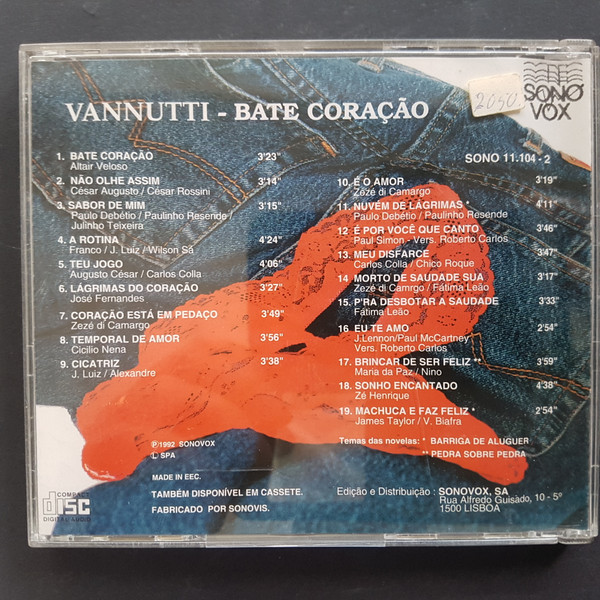 VANNUTTI - BATE CORAÇÃO
2050
SONO
VOX
SONO 11.104 - 2
1. BATE CORAÇÃO 3'23"
Altair Veloso
2. NÃO OLHE ASSIM 3'14"
César Augusto / César Rossini
3. SABOR DE MIM 3'15"
Paulo Debétio / Paulinho Resende /
Julinho Teixeira
4. A ROTINA 4'24"
Franco / J. Luiz / Wilson Sá
5. TEU JOGO 4'06"
Augusto César / Carlos Colla
6. LÁGRIMAS DO CORAÇÃO 3'27"
José Fernandes
7. CORAÇÃO ESTÁ EM PEDAÇO 3'49"
Zezé di Camargo
8. TEMPORAL DE AMOR 3'56"
Cicilio Nena
9. CICATRIZ 3'38"
J. Luiz / Alexandre
10. É O AMOR 3'19"
Zezé di Camargo
11. NUVÉM DE LÁGRIMAS * 4'11"
Paulo Debétio / Paulinho Resende
12. É POR VOCÊ QUE CANTO 3'46"
Paul Simon - Vers. Roberto Carlos
13. MEU DISFARCE 3'47"
Carlos Colla / Chico Roque
14. MORTO DE SAUDADE SUA 3'17"
Zezé di Camrgo / Fátima Leão
15. P'RA DESBOTAR A SAUDADE 3'33"
Fátima Leão
16. EU TE AMO 2'54"
J.Lennon/Paul McCartney
Vers. Roberto Carlos
17. BRINCAR DE SER FELIZ ** 3'59"
Maria da Paz / Nino
18. SONHO ENCANTADO 4'38"
Zé Henrique
19. MACHUCA E FAZ FELIZ * 2'54"
James Taylor / V. Biafra
Temas das novelas: * BARRIGA DE ALUGUER
** PEDRA SOBRE PEDRA
℗1992 SONOVOX
SPA
MADE IN EEC.
TAMBÉM DISPONÍVEL EM CASSETE.
FABRICADO POR SONOVIS.
Edição e Distribuição : SONOVOX, SA
Rua Alfredo Guisado, 10 - 5º
1500 LISBOA
COMPACT
disc
DIGITAL AUDIO